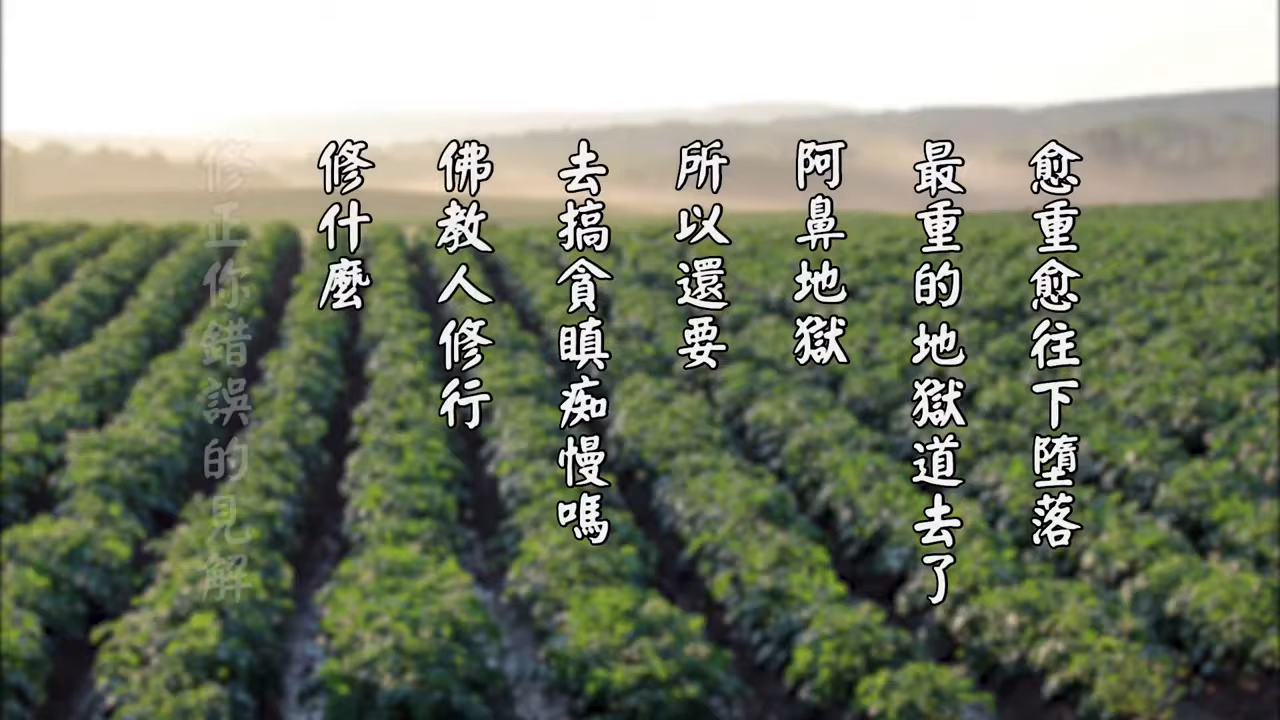 愈重愈往下墮落
最重的地獄道去了
阿鼻地獄
所以還要
去搞貪瞋痴慢嗎
佛教人修行
修什麼
修正你錯誤的見解